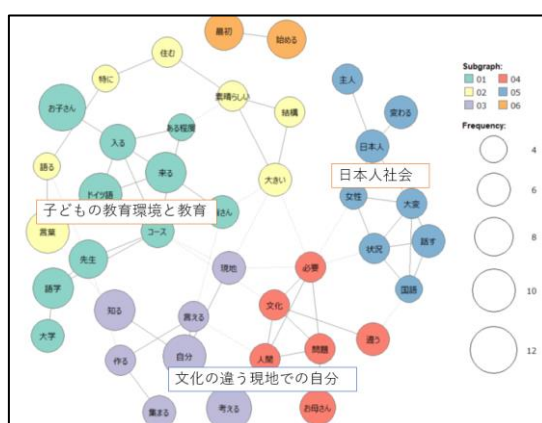 最初
始める
住む
特に
素晴らしい
結構
お子さん
ある程度
入る
来る
語る
大きい
ドイツ語
さん
子どもの教育環境と教育
言葉
コース
先生
語学
大学
主人
変わる
日本人
日本人社会
女性
大変
状況
話す
国語
現地
必要
知る
言える
文化
作る
自分
人間
問題
違う
文化の違う現地での自分
集まる
考える
お母さん
Subgraph:
01 04
02 05
03 06
Frequency:
4
6
8
10
12